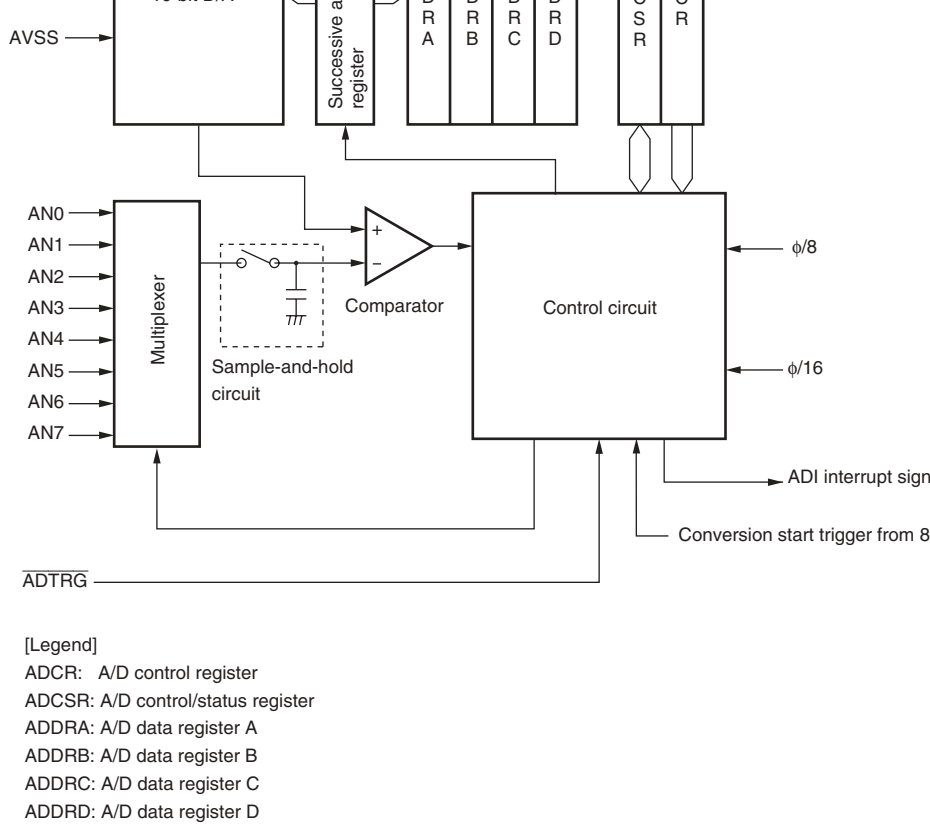 AVSS
Successive a
register
D
R
A
D
R
B
D
R
C
D
R
D
S
R
R
AN0
AN1
AN2
AN3
AN4
AN5
AN6
AN7
Multiplexer
+
−
Comparator
Sample-and-hold
circuit
Control circuit
ϕ/8
ϕ/16
ADI interrupt sign
Conversion start trigger from 8
ADTRG
[Legend]
ADCR: A/D control register
ADCSR: A/D control/status register
ADDRA: A/D data register A
ADDRB: A/D data register B
ADDRC: A/D data register C
ADDRD: A/D data register D